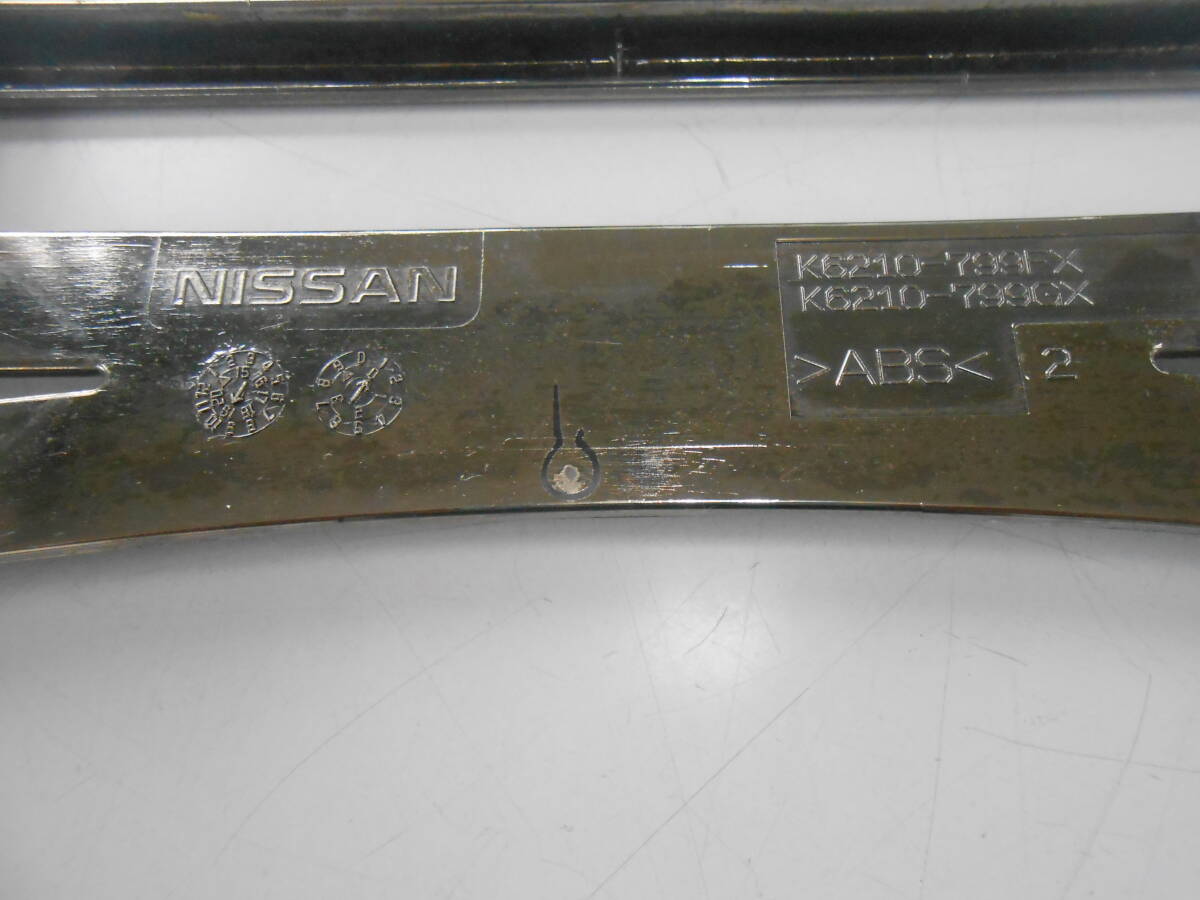 NISSAN
K6210-799FX
K6210-799GX
>ABS<
2